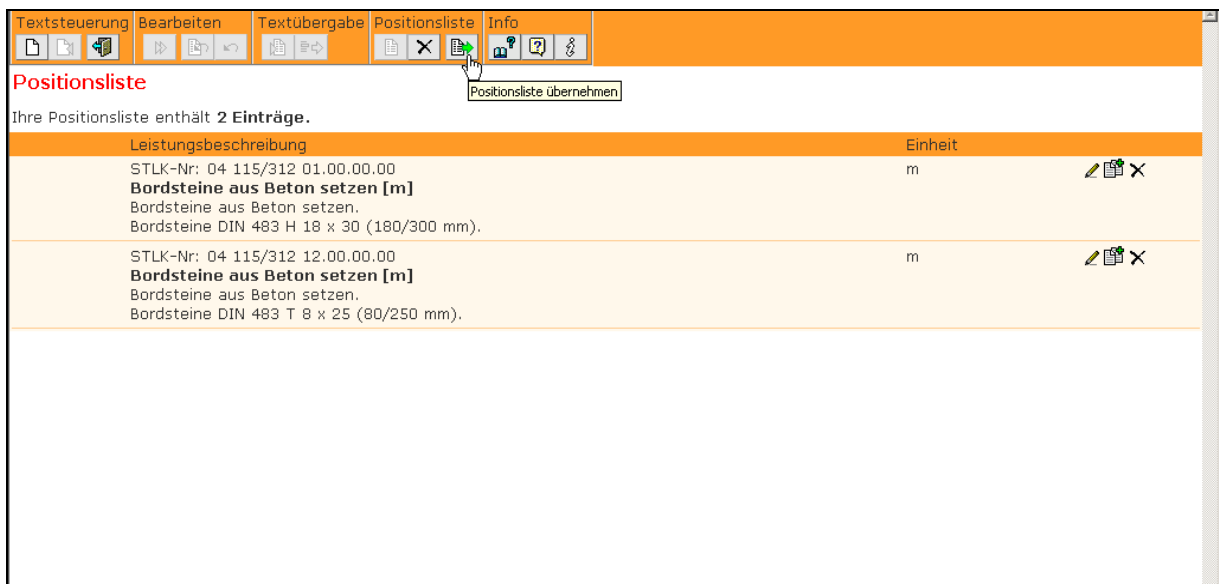 Textsteuerung Bearbeiten Textübergabe Positionsliste Info
Positionsliste
Positionsliste übernehmen
Ihre Positionsliste enthält 2 Einträge.
Leistungsbeschreibung Einheit
STLK-Nr: 04 115/312 01.00.00.00 m
Bordsteine aus Beton setzen [m]
Bordsteine aus Beton setzen.
Bordsteine DIN 483 H 18 x 30 (180/300 mm).
STLK-Nr: 04 115/312 12.00.00.00 m
Bordsteine aus Beton setzen [m]
Bordsteine aus Beton setzen.
Bordsteine DIN 483 T 8 x 25 (80/250 mm).